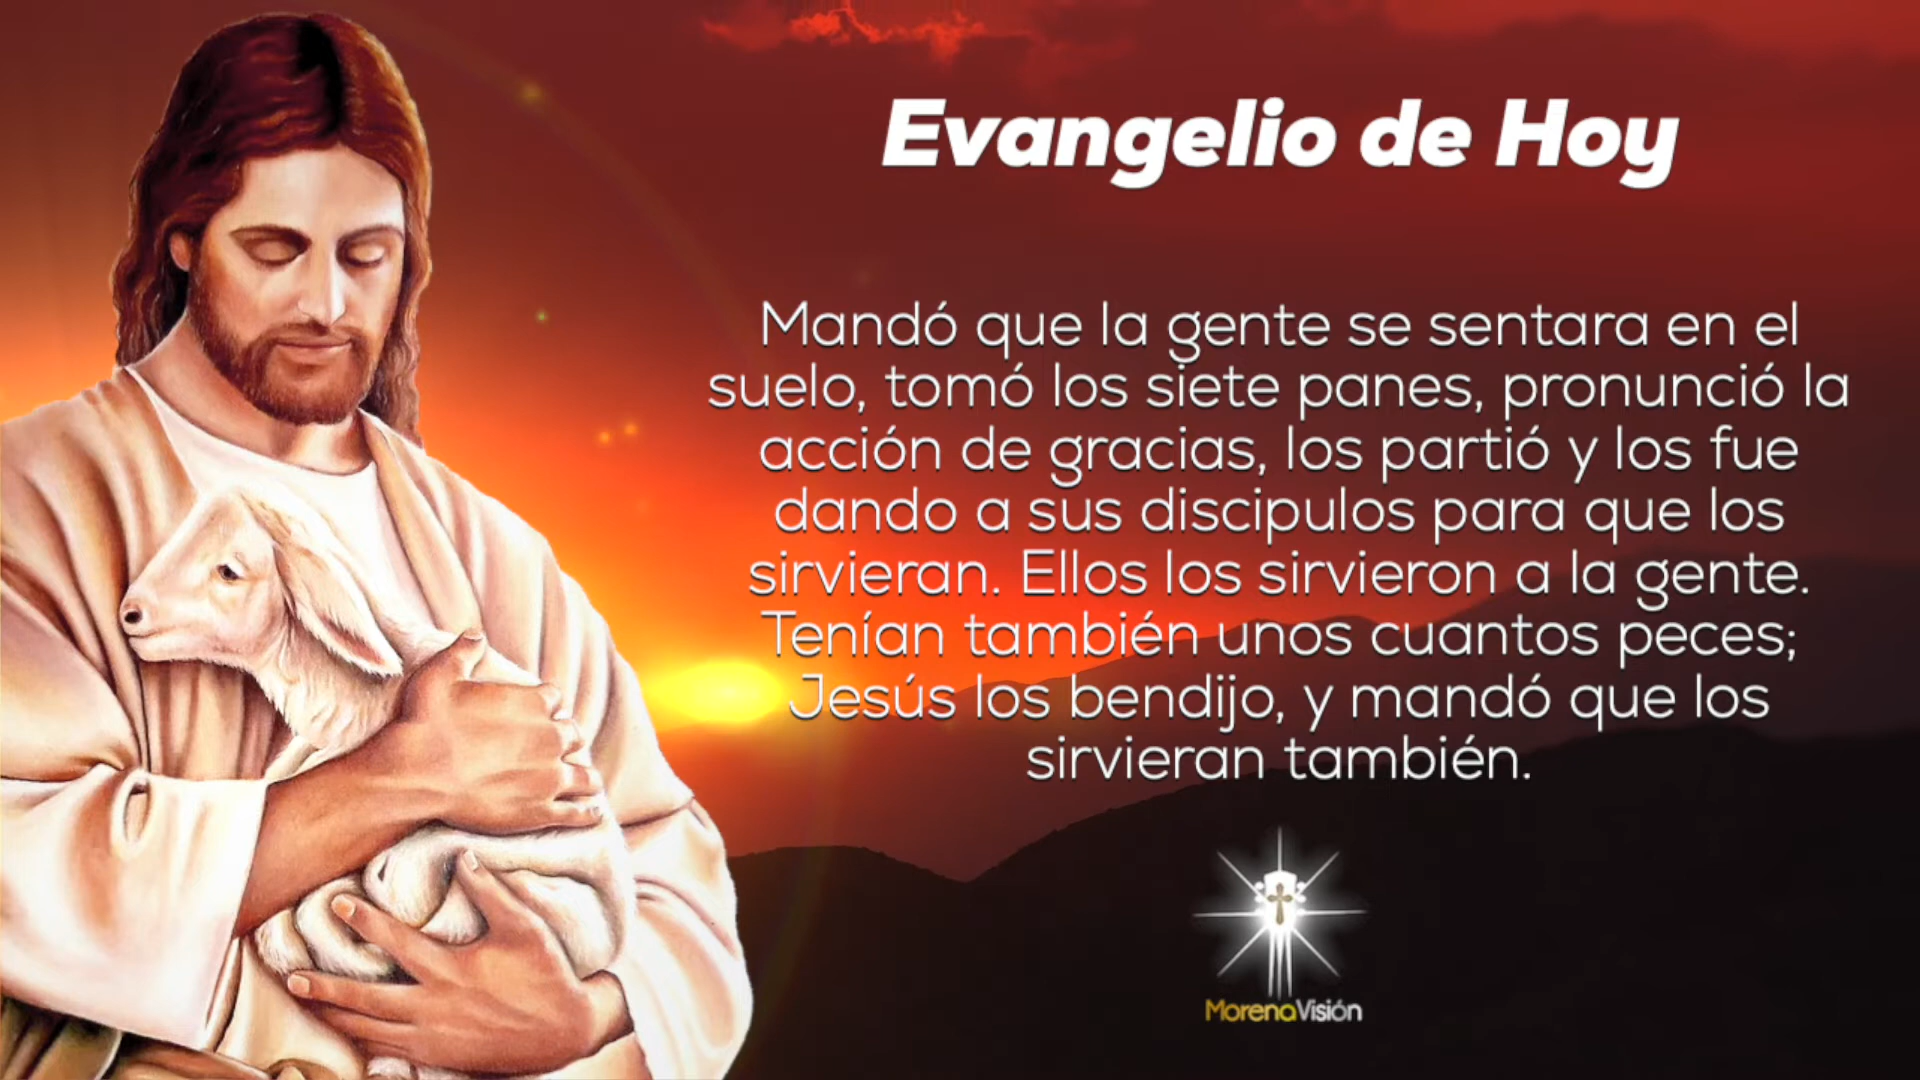 Evangelio de Hoy
Mandó que la gente se sentara en el
suelo, tomó los siete panes, pronunció la
acción de gracias, los partió y los fue
dando a sus discipulos para que los
sirvieran. Ellos los sirvieron a la gente.
Tenían también unos cuantos peces;
Jesús los bendijo, y mandó que los
sirvieran también.
MorenaVisión